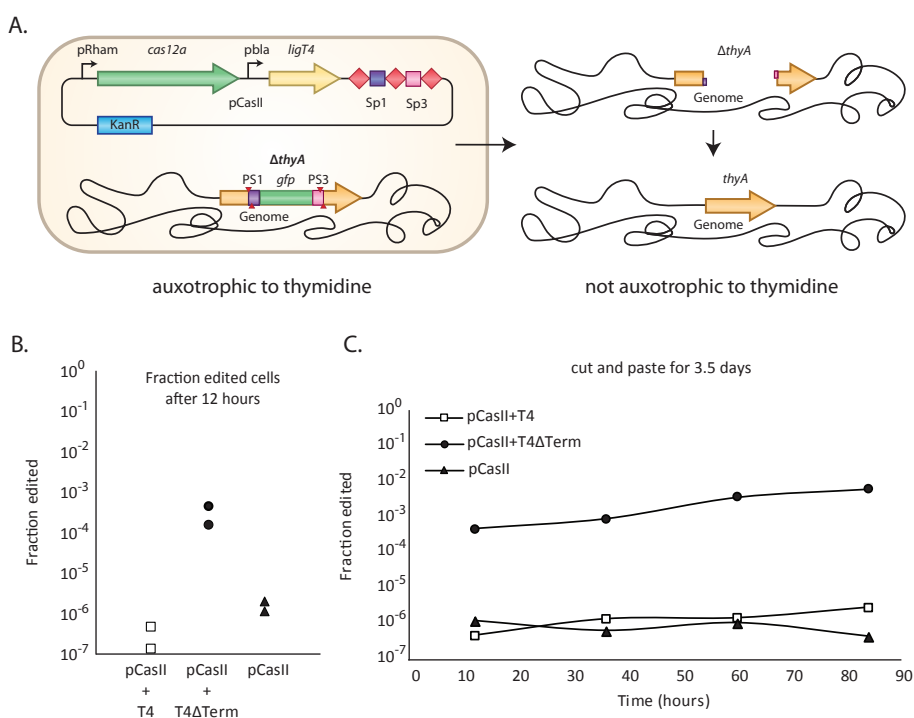 A.
pRham
cas12a
pbla
ligT4
pCasII
Sp1
Sp3
KanR
ΔthyA
PS1
gfp
PS3
Genome
auxotrophic to thymidine
ΔthyA
Genome
thyA
Genome
not auxotrophic to thymidine
B.
Fraction edited cells
after 12 hours
Fraction edited
10⁰
10⁻¹
10⁻²
10⁻³
10⁻⁴
10⁻⁵
10⁻⁶
10⁻⁷
pCasII
+
T4
pCasII
+
T4ΔTerm
pCasII
C.
cut and paste for 3.5 days
pCasII+T4
pCasII+T4ΔTerm
pCasII
Fraction edited
10⁰
10⁻¹
10⁻²
10⁻³
10⁻⁴
10⁻⁵
10⁻⁶
10⁻⁷
0 10 20 30 40 50 60 70 80 90
Time (hours)